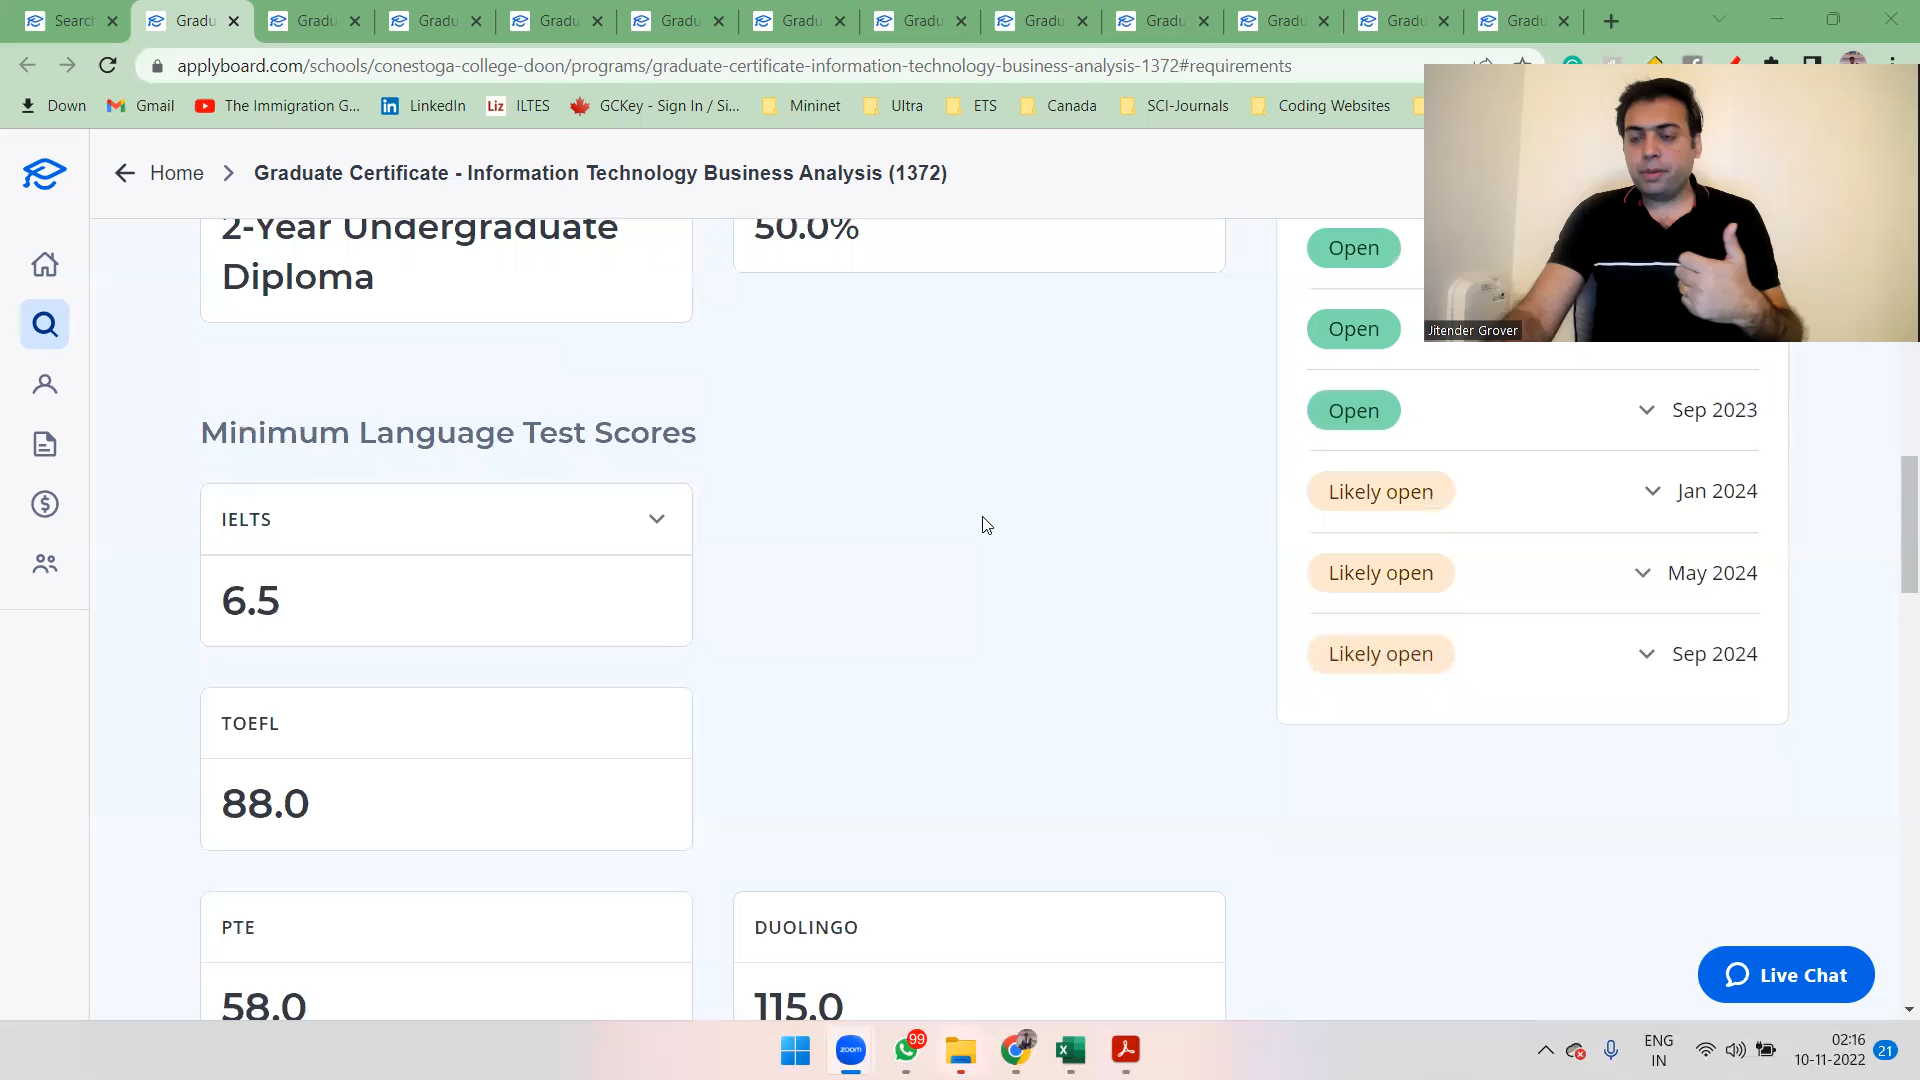 Search
Gradu
Gradu
Gradu
Gradu
Gradu
Gradu
Gradu
Gradu
Gradu
Gradu
Gradu
Gradu
applyboard.com/schools/conestoga-college-doon/programs/graduate-certificate-information-technology-business-analysis-1372#requirements
Down
Gmail
The Immigration G...
LinkedIn
Liz ILTES
GCKey - Sign In / Si...
Mininet
Ultra
ETS
Canada
SCI-Journals
Coding Websites
Home
Graduate Certificate - Information Technology Business Analysis (1372)
2-Year Undergraduate
Diploma
50.0%
Open
Open
Jitender Grover
Open
Sep 2023
Likely open
Jan 2024
Likely open
May 2024
Likely open
Sep 2024
Minimum Language Test Scores
IELTS
6.5
TOEFL
88.0
PTE
58.0
DUOLINGO
115.0
Live Chat
zoom
99
ENG
IN
02:16
10-11-2022
21